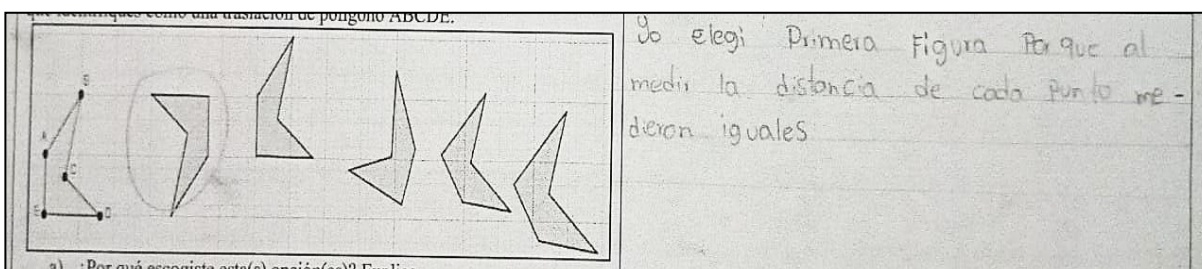 que identifiques como una traslación de polígono ABCDE.
B
A
C
E
D
Yo elegi Primera Figura Por que al
medir la distancia de cada Punto me-
dieron iguales
a) ¿Por qué escogiste esta(s) opción(es)?